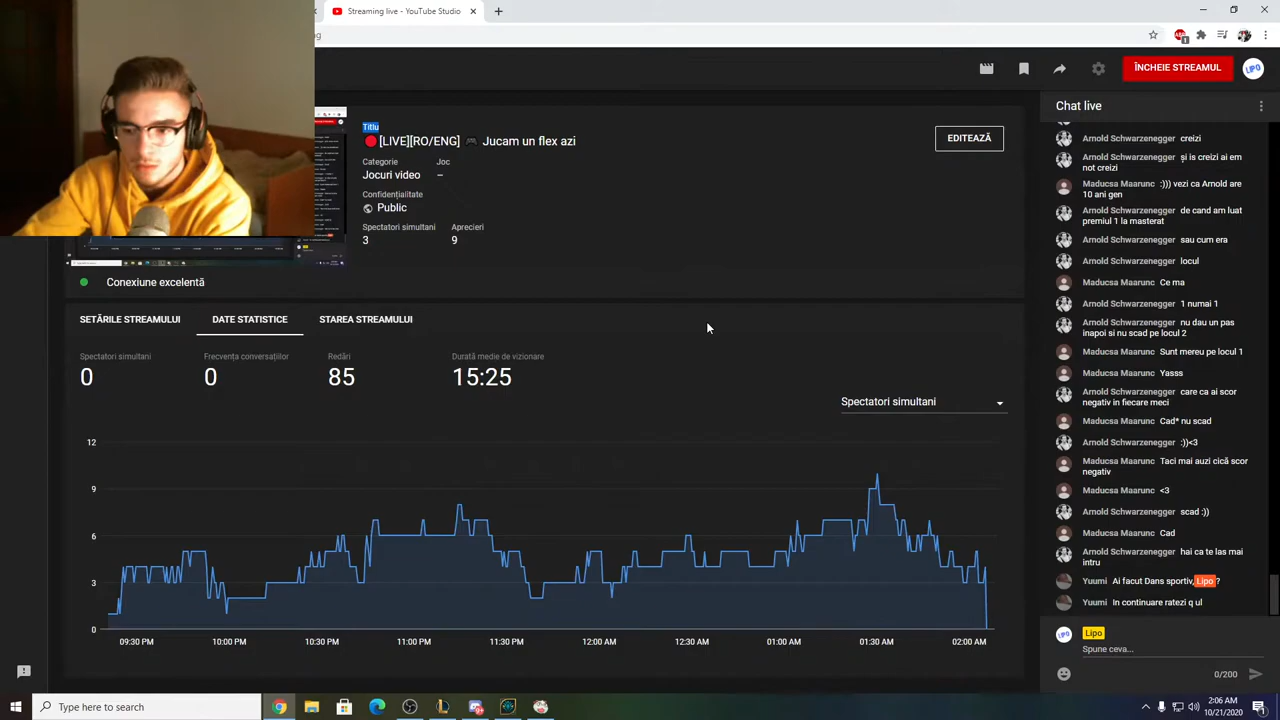 Streaming live - YouTube Studio
1
ÎNCHEIE STREAMUL
LIPO
Titlu
[LIVE][RO/ENG] 🎮 Jucam un flex azi
EDITEAZĂ
Categorie
Joc
Jocuri video
–
Confidențialitate
Public
Spectatori simultani
Aprecieri
3
9
Conexiune excelentă
SETĂRILE STREAMULUI
DATE STATISTICE
STAREA STREAMULUI
Spectatori simultani
Frecvența conversațiilor
Redări
Durată medie de vizionare
0
0
85
15:25
Spectatori simultani
12
9
6
3
0
09:30 PM
10:00 PM
10:30 PM
11:00 PM
11:30 PM
12:00 AM
12:30 AM
01:00 AM
01:30 AM
02:00 AM
Chat live
Arnold Schwarzenegger creizi
Arnold Schwarzenegger și is creizi ai em
not creizi
Maducsa Maarunc :))) vezi ca Arnold are
10 ani gen
Arnold Schwarzenegger de cand am luat
premiul 1 la masterat
Arnold Schwarzenegger sau cum era
Arnold Schwarzenegger locul
Maducsa Maarunc Ce ma
Arnold Schwarzenegger 1 numai 1
Arnold Schwarzenegger nu dau un pas
inapoi si nu scad pe locul 2
Maducsa Maarunc Sunt mereu pe locul 1
Maducsa Maarunc Yasss
Arnold Schwarzenegger care ca ai scor
negativ in fiecare meci
Maducsa Maarunc Cad* nu scad
Arnold Schwarzenegger :))<3
Maducsa Maarunc Taci mai auzi cică scor
negativ
Maducsa Maarunc <3
Arnold Schwarzenegger scad :))
Maducsa Maarunc Cad
Arnold Schwarzenegger hai ca te las mai
intru
Yuumi Ai facut Dans sportiv, Lipo ?
Yuumi In continuare ratezi q ul
LIPO
Lipo
Spune ceva...
0/200
Type here to search
2:06 AM
10/21/2020